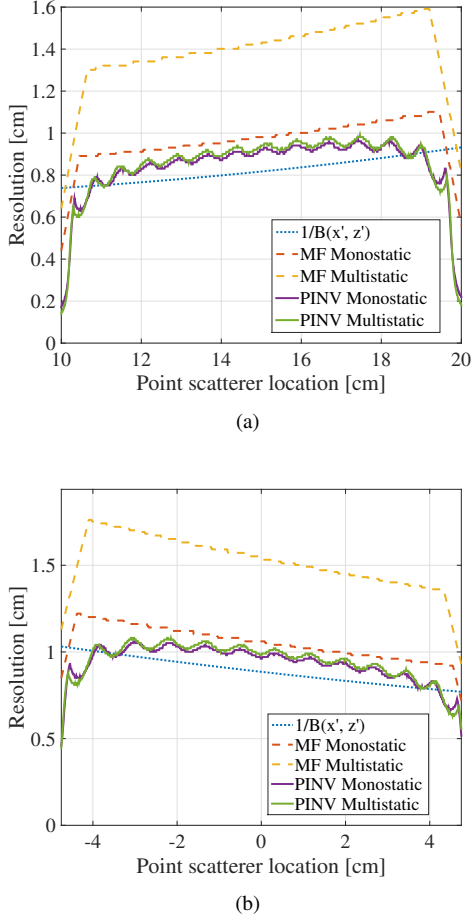 1.6
1.4
1.2
1
0.8
0.6
0.4
0.2
0
Resolution [cm]
1/B(x', z')
MF Monostatic
MF Multistatic
PINV Monostatic
PINV Multistatic
10 12 14 16 18 20
Point scatterer location [cm]
(a)
1.5
1
0.5
0
Resolution [cm]
1/B(x', z')
MF Monostatic
MF Multistatic
PINV Monostatic
PINV Multistatic
-4 -2 0 2 4
Point scatterer location [cm]
(b)